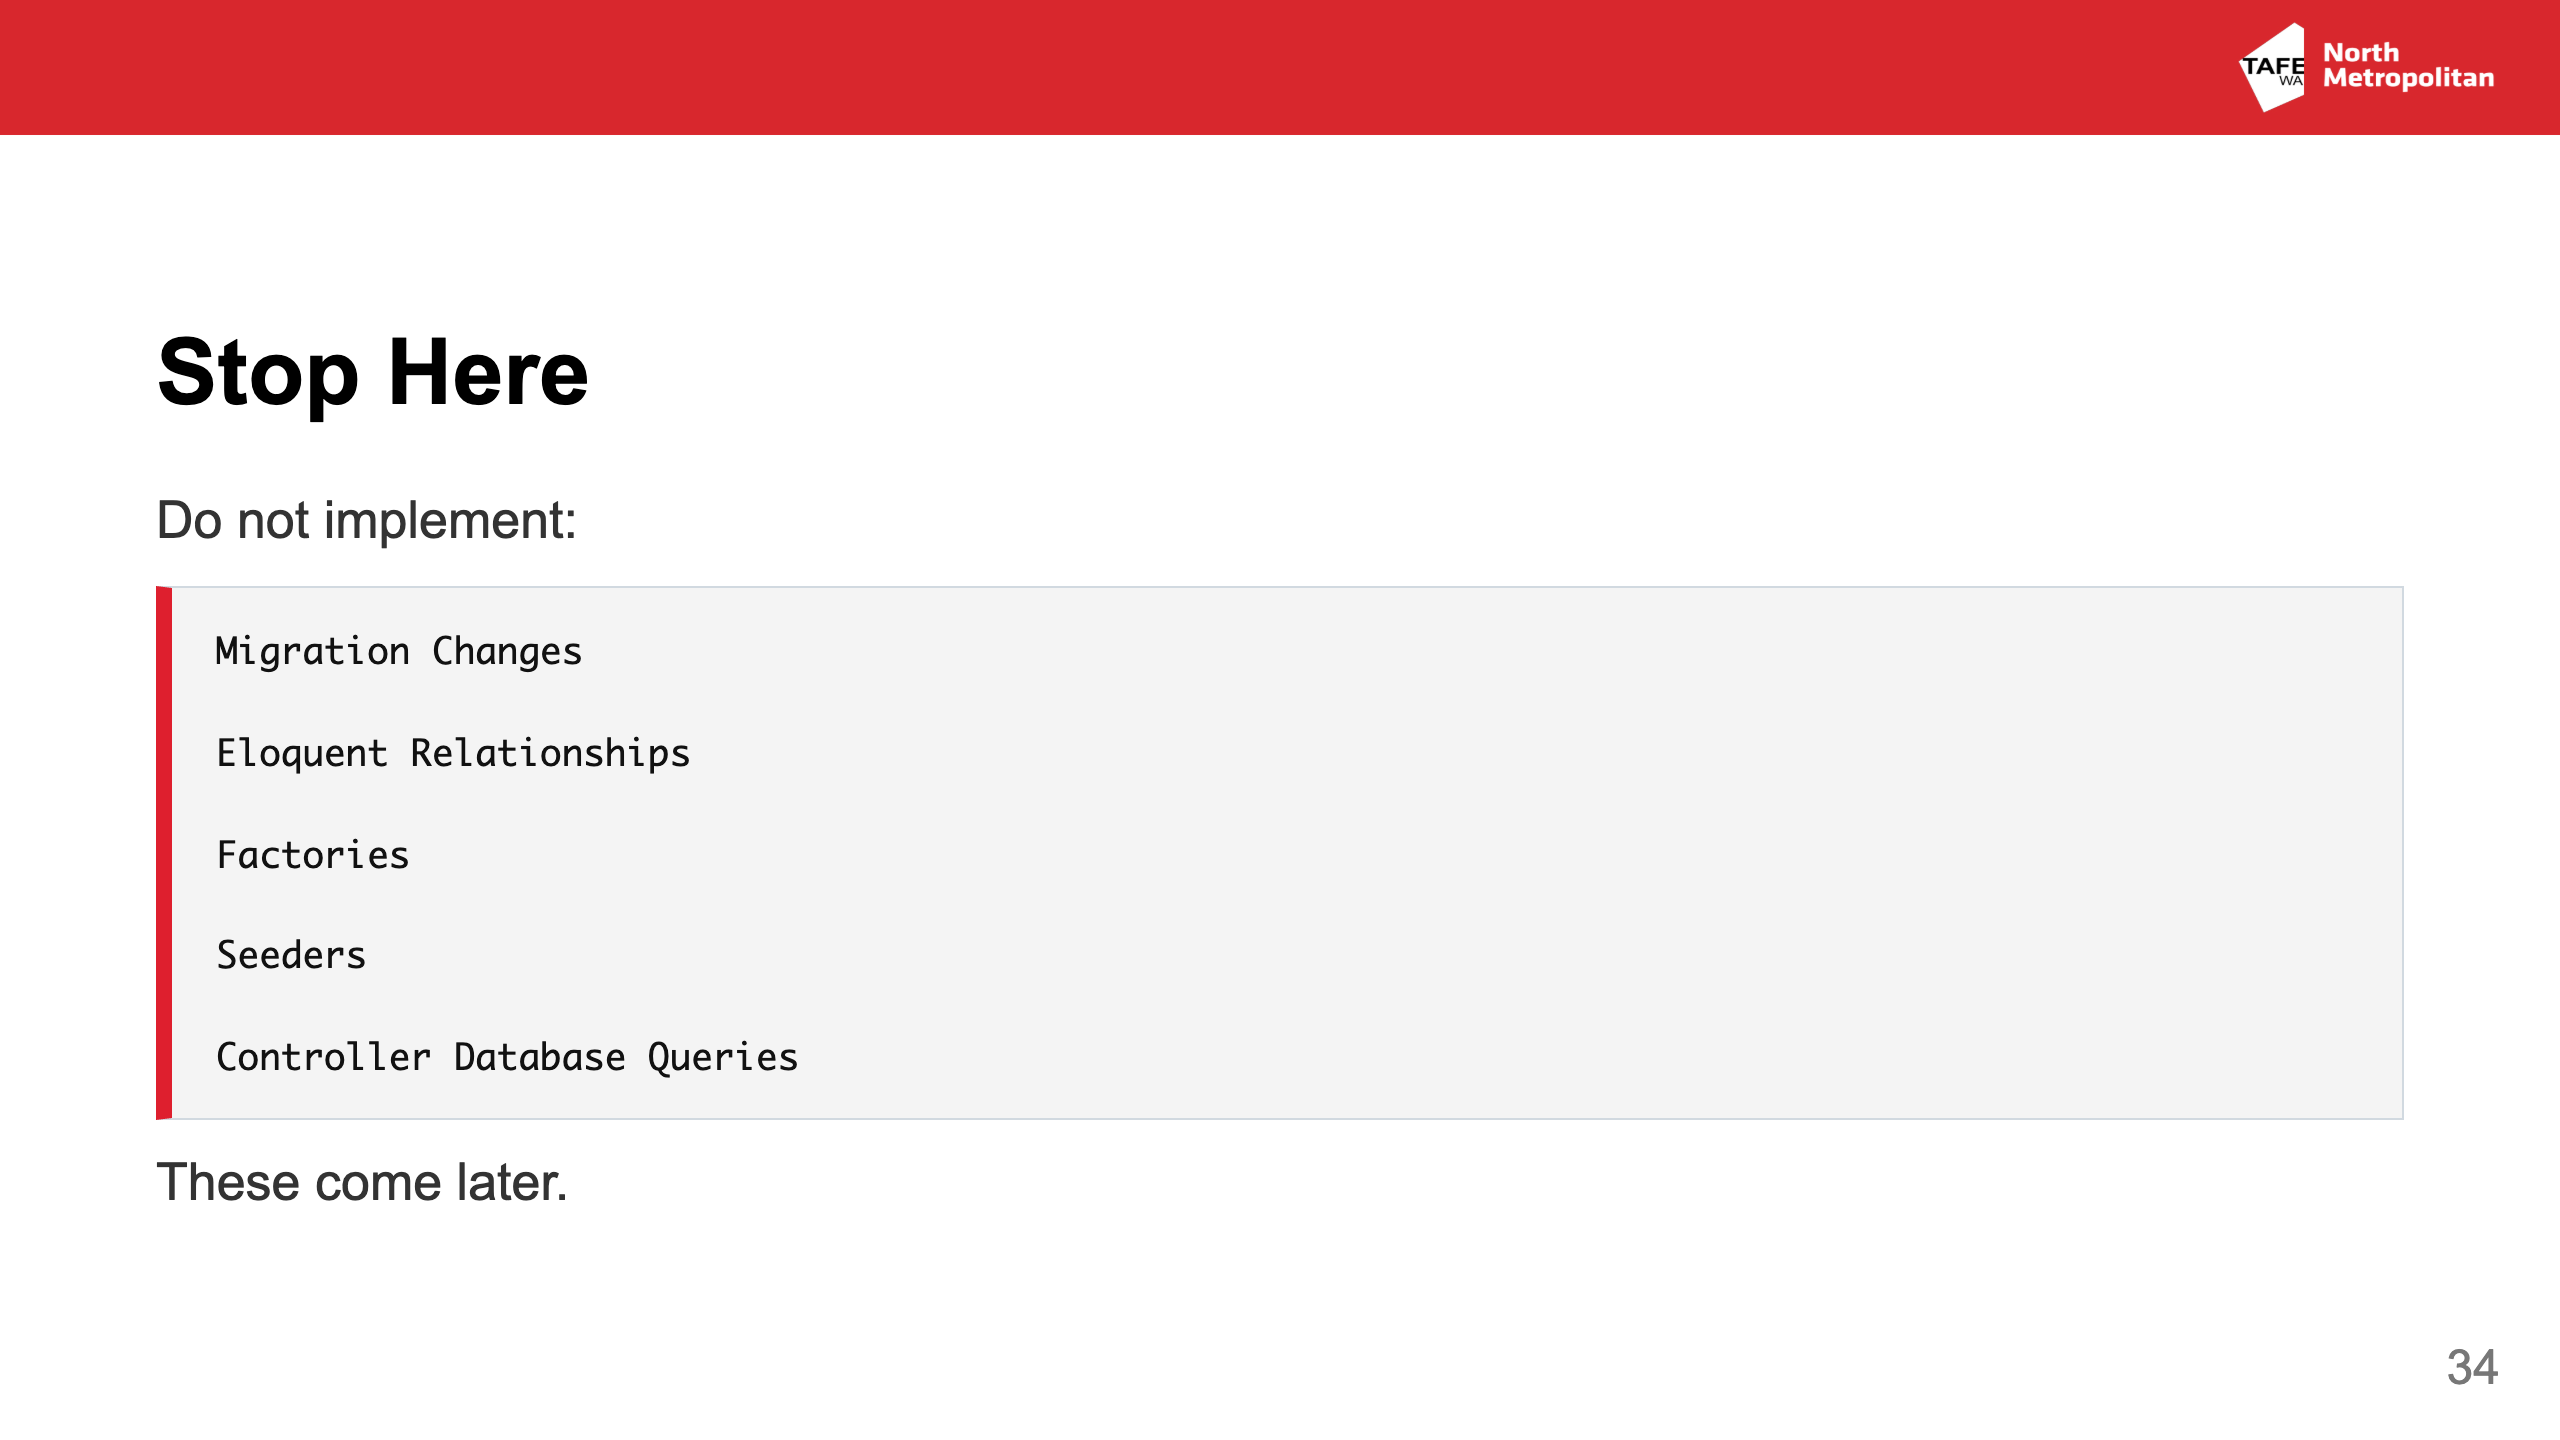 TAFE
WA
North
Metropolitan
Stop Here
Do not implement:
Migration Changes
Eloquent Relationships
Factories
Seeders
Controller Database Queries
These come later.
34